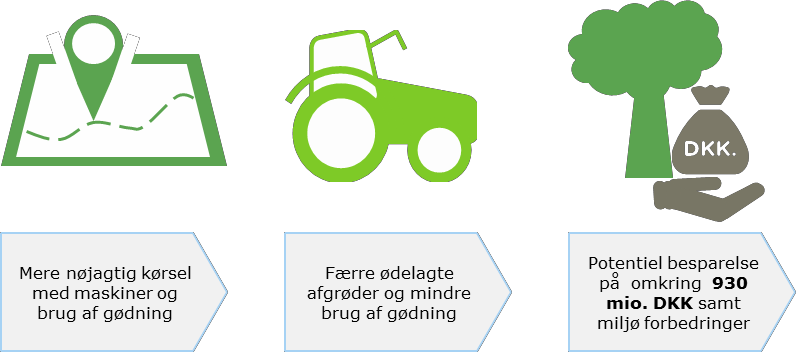 DKK.
Mere nøjagtig kørsel
med maskiner og
brug af gødning
Færre ødelagte
afgrøder og mindre
brug af gødning
Potentiel besparelse
på omkring 930
mio. DKK samt
miljø forbedringer